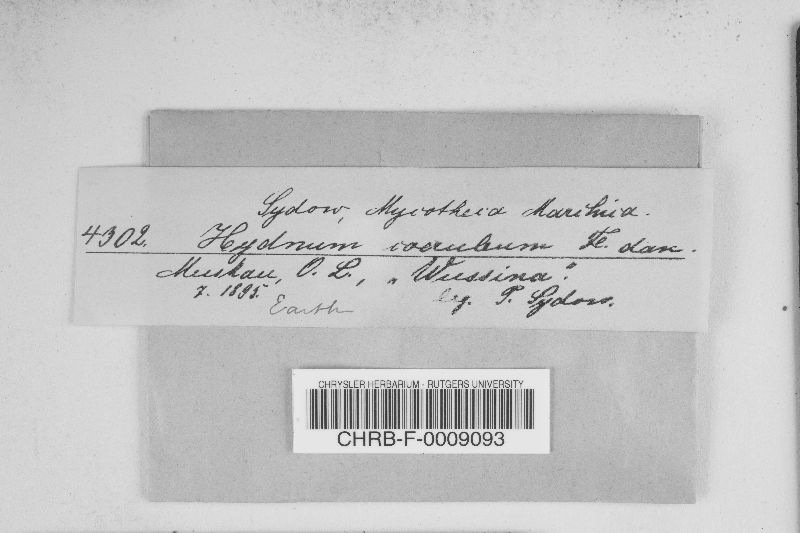 Sydow, Mycotheca Marchica.
4302. Hydnum coeruleum Fl. dan.
Muskau, O. L., „Wussina".
7. 1895. leg. P. Sydow.
Earth
CHRYSLER HERBARIUM - RUTGERS UNIVERSITY
CHRB-F-0009093